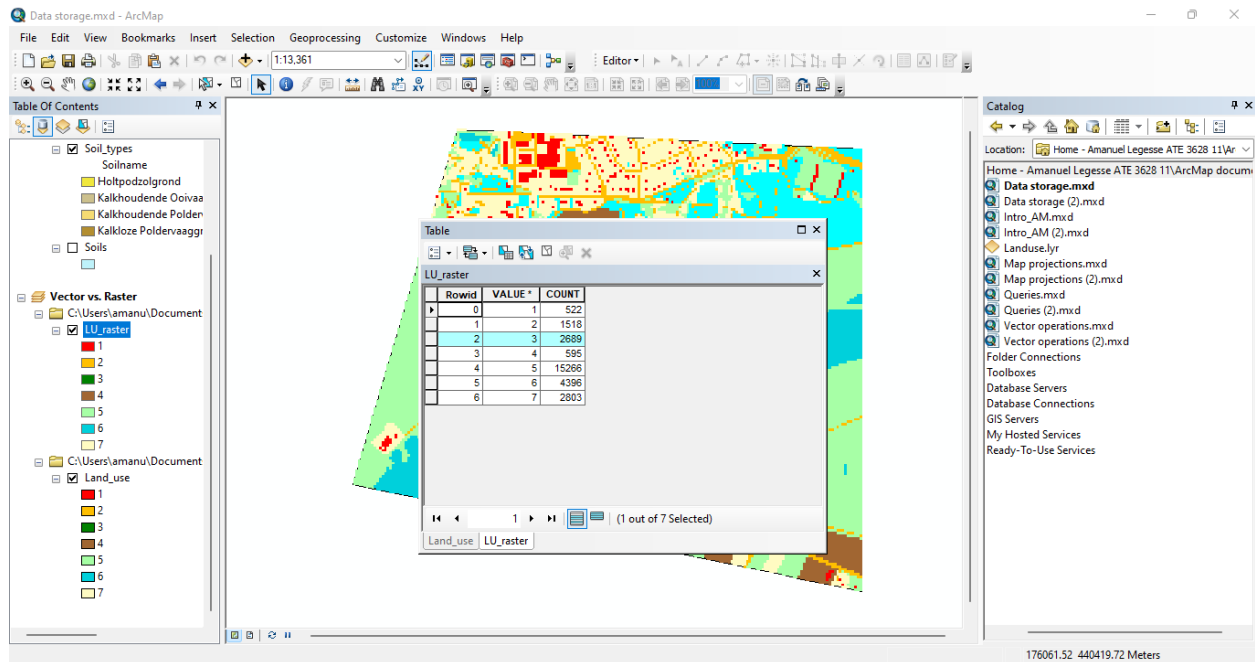 Data storage.mxd - ArcMap
File Edit View Bookmarks Insert Selection Geoprocessing Customize Windows Help
1:13,361
Editor
Table Of Contents
Soil_types
Soilname
Holtpodzolgrond
Kalkhoudende Ooivaa
Kalkhoudende Polder
Kalkloze Poldervaaggr
Soils
Vector vs. Raster
C:\Users\amanu\Document
LU_raster
1
2
3
4
5
6
7
C:\Users\amanu\Document
Land_use
1
2
3
4
5
6
7
Table
LU_raster
Rowid VALUE * COUNT
0 1 522
1 2 1518
2 3 2689
3 4 595
4 5 15266
5 6 4396
6 7 2803
1
(1 out of 7 Selected)
Land_use LU_raster
Catalog
Location: Home - Amanuel Legesse ATE 3628 11\Ar
Home - Amanuel Legesse ATE 3628 11\ArcMap docum
Data storage.mxd
Data storage (2).mxd
Intro_AM.mxd
Intro_AM (2).mxd
Landuse.lyr
Map projections.mxd
Map projections (2).mxd
Queries.mxd
Queries (2).mxd
Vector operations.mxd
Vector operations (2).mxd
Folder Connections
Toolboxes
Database Servers
Database Connections
GIS Servers
My Hosted Services
Ready-To-Use Services
176061.52 440419.72 Meters